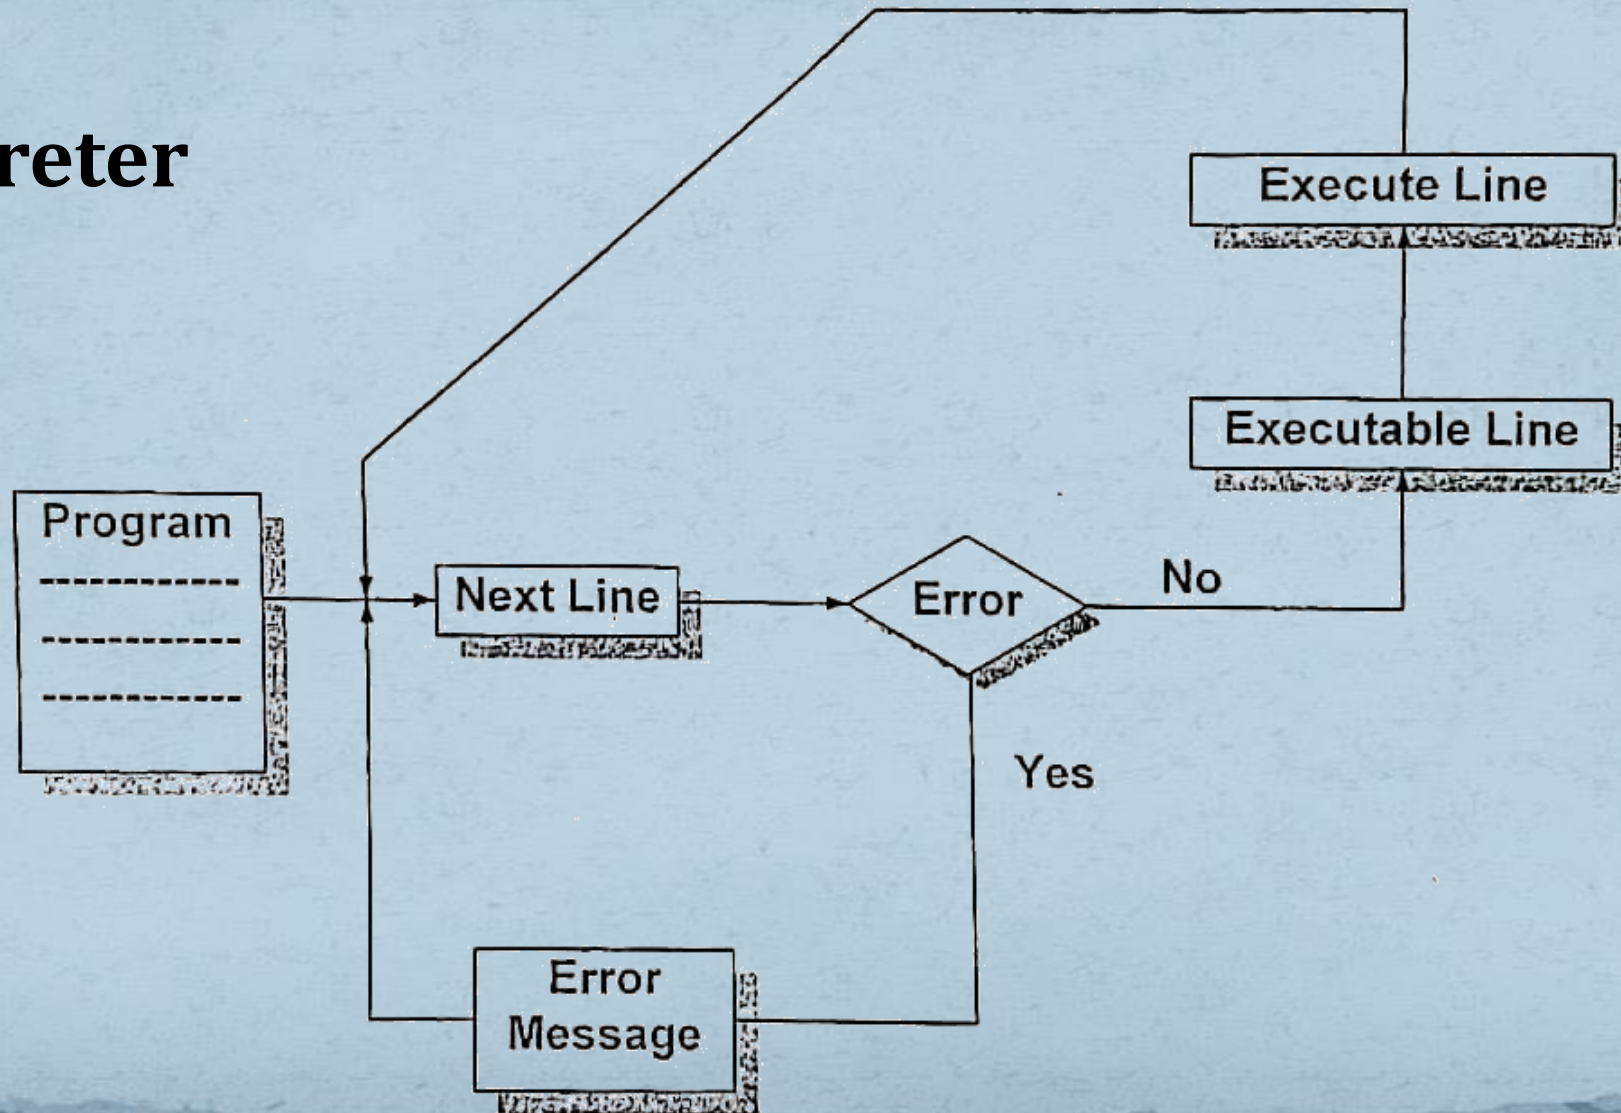 reter
Execute Line
Executable Line
Program
Next Line
Error
No
Yes
Error
Message